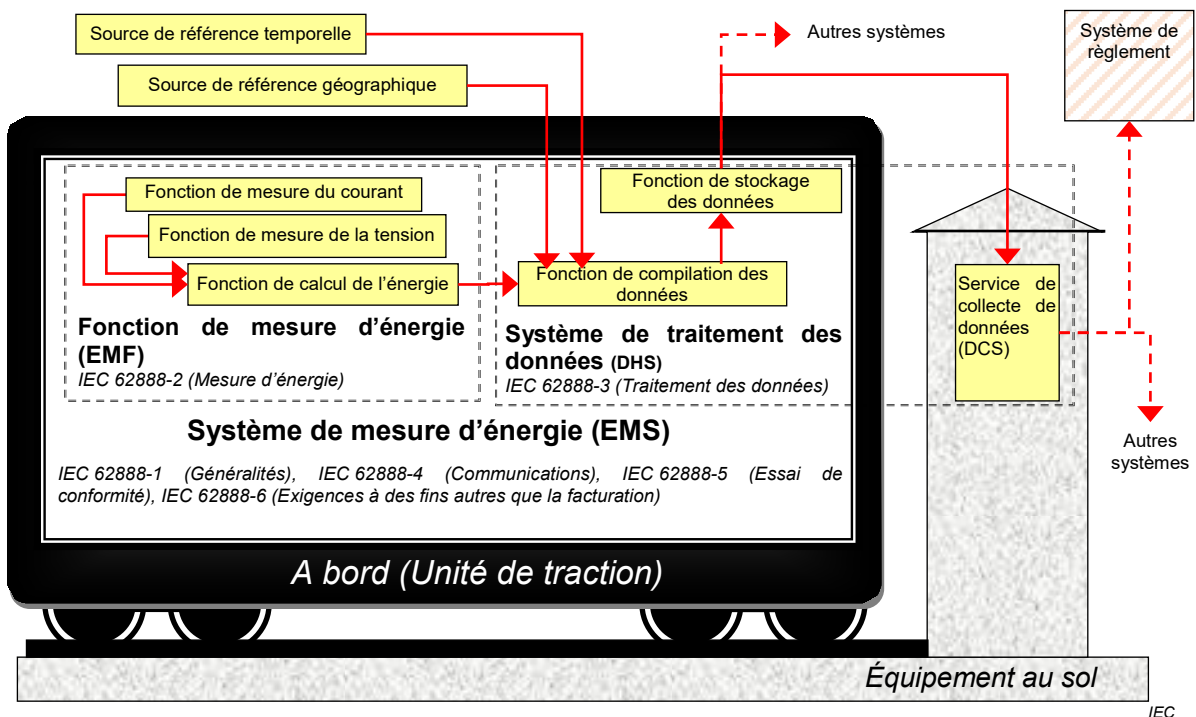 Source de référence temporelle
Source de référence géographique
Autres systèmes
Système de
règlement
Fonction de mesure du courant
Fonction de mesure de la tension
Fonction de calcul de l’énergie
Fonction de mesure d’énergie
(EMF)
IEC 62888-2 (Mesure d’énergie)
Fonction de stockage
des données
Fonction de compilation des
données
Système de traitement des
données (DHS)
IEC 62888-3 (Traitement des données)
Service de
collecte de
données
(DCS)
Autres
systèmes
Système de mesure d’énergie (EMS)
IEC 62888-1 (Généralités), IEC 62888-4 (Communications), IEC 62888-5 (Essai de
conformité), IEC 62888-6 (Exigences à des fins autres que la facturation)
A bord (Unité de traction)
Équipement au sol
IEC